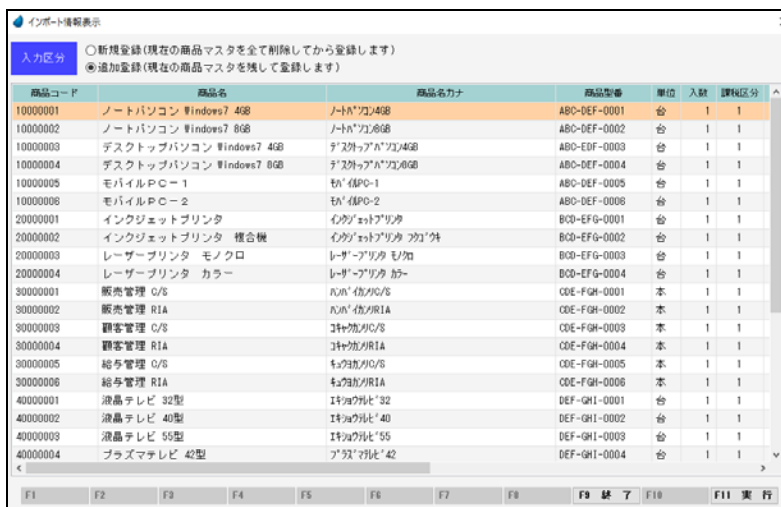 インポート情報表示
入力区分
○新規登録(現在の商品マスタを全て削除してから登録します)
◉追加登録(現在の商品マスタを残して登録します)
商品コード 商品名 商品名カナ 商品型番 単位 入数 課税区分
10000001 ノートパソコン Windows7 4GB ﾉｰﾄﾊﾟｿｺﾝ4GB ABC-DEF-0001 台 1 1
10000002 ノートパソコン Windows7 8GB ﾉｰﾄﾊﾟｿｺﾝ8GB ABC-DEF-0002 台 1 1
10000003 デスクトップパソコン Windows7 4GB ﾃﾞｽｸﾄｯﾌﾟﾊﾟｿｺﾝ4GB ABC-EDF-0003 台 1 1
10000004 デスクトップパソコン Windows7 8GB ﾃﾞｽｸﾄｯﾌﾟﾊﾟｿｺﾝ8GB ABC-DEF-0004 台 1 1
10000005 モバイルPC-1 ﾓﾊﾞｲﾙPC-1 ABC-DEF-0005 台 1 1
10000006 モバイルPC-2 ﾓﾊﾞｲﾙPC-2 ABC-DEF-0006 台 1 1
20000001 インクジェットプリンタ ｲﾝｸｼﾞｪｯﾄﾌﾟﾘﾝﾀ BCD-EFG-0001 台 1 1
20000002 インクジェットプリンタ 複合機 ｲﾝｸｼﾞｪｯﾄﾌﾟﾘﾝﾀ ﾌｸｺﾞｳｷ BCD-EFG-0002 台 1 1
20000003 レーザープリンタ モノクロ ﾚｰｻﾞｰﾌﾟﾘﾝﾀ ﾓﾉｸﾛ BCD-EFG-0003 台 1 1
20000004 レーザープリンタ カラー ﾚｰｻﾞｰﾌﾟﾘﾝﾀ ｶﾗｰ BCD-EFG-0004 台 1 1
30000001 販売管理 C/S ﾊﾝﾊﾞｲｶﾝﾘC/S CDE-FGH-0001 本 1 1
30000002 販売管理 RIA ﾊﾝﾊﾞｲｶﾝﾘRIA CDE-FGH-0002 本 1 1
30000003 顧客管理 C/S ｺｷｬｸｶﾝﾘC/S CDE-FGH-0003 本 1 1
30000004 顧客管理 RIA ｺｷｬｸｶﾝﾘRIA CDE-FGH-0004 本 1 1
30000005 給与管理 C/S ｷｭｳﾖｶﾝﾘC/S CDE-FGH-0005 本 1 1
30000006 給与管理 RIA ｷｭｳﾖｶﾝﾘRIA CDE-FGH-0006 本 1 1
40000001 液晶テレビ 32型 ｴｷｼｮｳﾃﾚﾋﾞ32 DEF-GHI-0001 台 1 1
40000002 液晶テレビ 40型 ｴｷｼｮｳﾃﾚﾋﾞ40 DEF-GHI-0002 台 1 1
40000003 液晶テレビ 55型 ｴｷｼｮｳﾃﾚﾋﾞ55 DEF-GHI-0003 台 1 1
40000004 プラズマテレビ 42型 ﾌﾟﾗｽﾞﾏﾃﾚﾋﾞ42 DEF-GHI-0004 台 1 1
F1 F2 F3 F4 F5 F6 F7 F8 F9 終 了 F10 F11 実 行